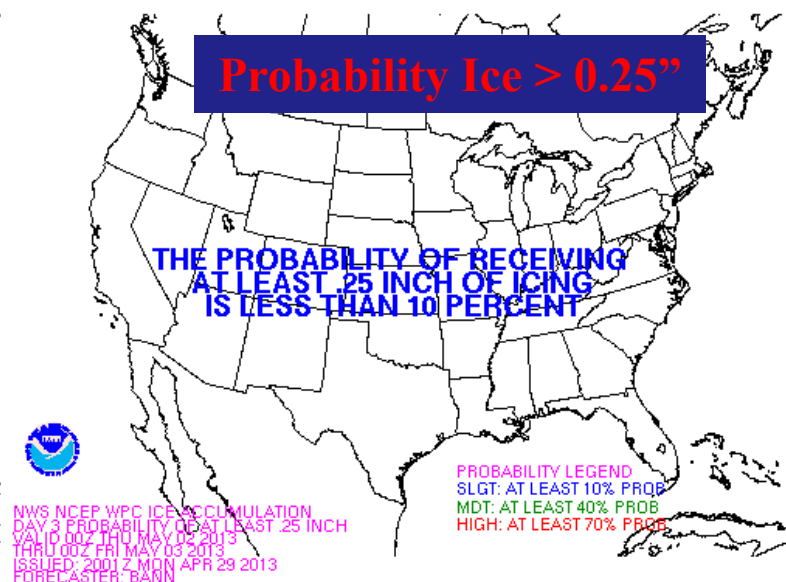 Probability Ice > 0.25”
THE PROBABILITY OF RECEIVING
AT LEAST .25 INCH OF ICING
IS LESS THAN 10 PERCENT
PROBABILITY LEGEND
SLGT: AT LEAST 10% PROB
MDT: AT LEAST 40% PROB
HIGH: AT LEAST 70% PROB
NWS NCEP WPC ICE ACCUMULATION
DAY 3 PROBABILITY OF AT LEAST .25 INCH
VALID 00Z THU MAY 02 2013
THRU 00Z FRI MAY 03 2013
ISSUED: 2001 Z MON APR 29 2013
FORECASTER: BANN